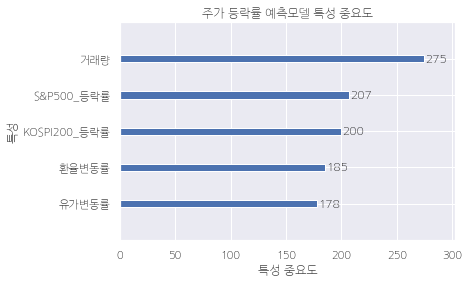 주가 등락률 예측모델 특성 중요도
거래량
275
S&P500_등락률
207
특성
KOSPI200_등락률
200
환율변동률
185
유가변동률
178
0 50 100 150 200 250 300
특성 중요도